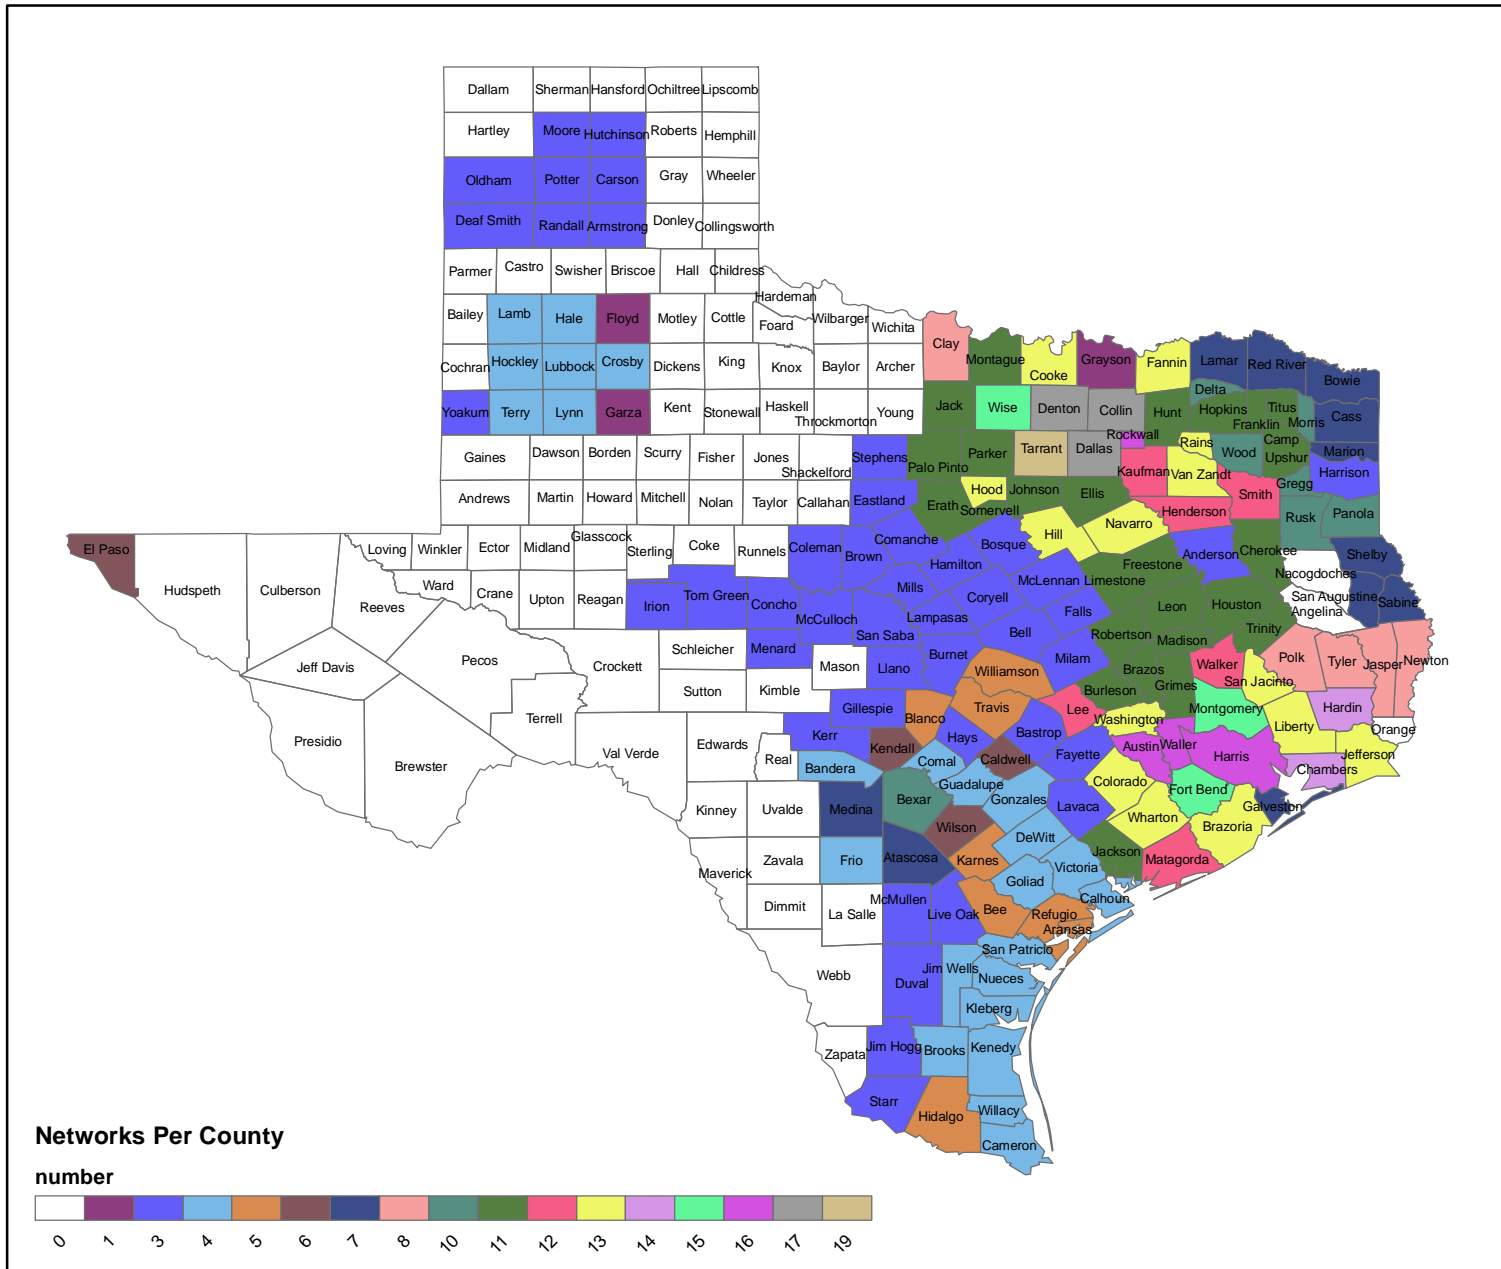 Dallam Sherman Hansford Ochiltree Lipscomb
Hartley Moore Hutchinson Roberts Hemphill
Oldham Potter Carson Gray Wheeler
Deaf Smith Randall Armstrong Donley Collingsworth
Parmer Castro Swisher Briscoe Hall Childress
Hardeman
Bailey Lamb Hale Floyd Motley Cottle Foard Wilbarger Wichita
Clay Montague Cooke Grayson Fannin Lamar Red River Bowie
Cochran Hockley Lubbock Crosby Dickens King Knox Baylor Archer
Delta
Yoakum Terry Lynn Garza Kent Stonewall Haskell Throckmorton Young
Jack Wise Denton Collin Hunt Hopkins Titus Franklin Morris Cass
Gaines Dawson Borden Scurry Fisher Jones Shackelford Stephens
Palo Pinto Parker Tarrant Dallas Rockwall Rains Wood Camp Upshur Marion
Kaufman Van Zandt Smith Gregg Harrison
Andrews Martin Howard Mitchell Nolan Taylor Callahan Eastland
Erath Hood Somervell Johnson Ellis Henderson Rusk Panola
El Paso Hudspeth Culberson Reeves Loving Winkler Ector Midland Glasscock Sterling Coke Runnels Coleman Brown Comanche
Bosque Hill Navarro Anderson Cherokee Shelby
Ward Crane Upton Reagan Irion Tom Green Concho McCulloch Mills Hamilton
McLennan Limestone Freestone Nacogdoches
San Augustine Sabine
Angelina
Coryell Falls Leon Houston
San Saba Lampasas Bell Robertson Madison Trinity
Jeff Davis Pecos Crockett Schleicher Menard Mason Llano Burnet Milam
Brazos Grimes Walker Polk Tyler Jasper Newton
Sutton Kimble Williamson Burleson San Jacinto
Presidio Brewster Terrell Val Verde Edwards Real Gillespie Blanco Travis Lee
Washington Montgomery Liberty Hardin Orange
Kerr Kendall Hays Bastrop Fayette Austin Waller Harris Chambers Jefferson
Bandera Comal Caldwell Colorado Fort Bend Galveston
Kinney Uvalde Medina Bexar Guadalupe Gonzales Lavaca Wharton Brazoria
Wilson DeWitt Jackson Matagorda
Maverick Zavala Frio Atascosa Karnes Goliad Victoria
Dimmit La Salle McMullen Live Oak Bee Refugio Calhoun
Aransas
Webb Duval Jim Wells San Patricio
Nueces
Kleberg
Zapata Jim Hogg Brooks Kenedy
Starr Hidalgo Willacy
Cameron
Networks Per County
number
0 1 3 4 5 6 7 8 10 11 12 13 14 15 16 17 19